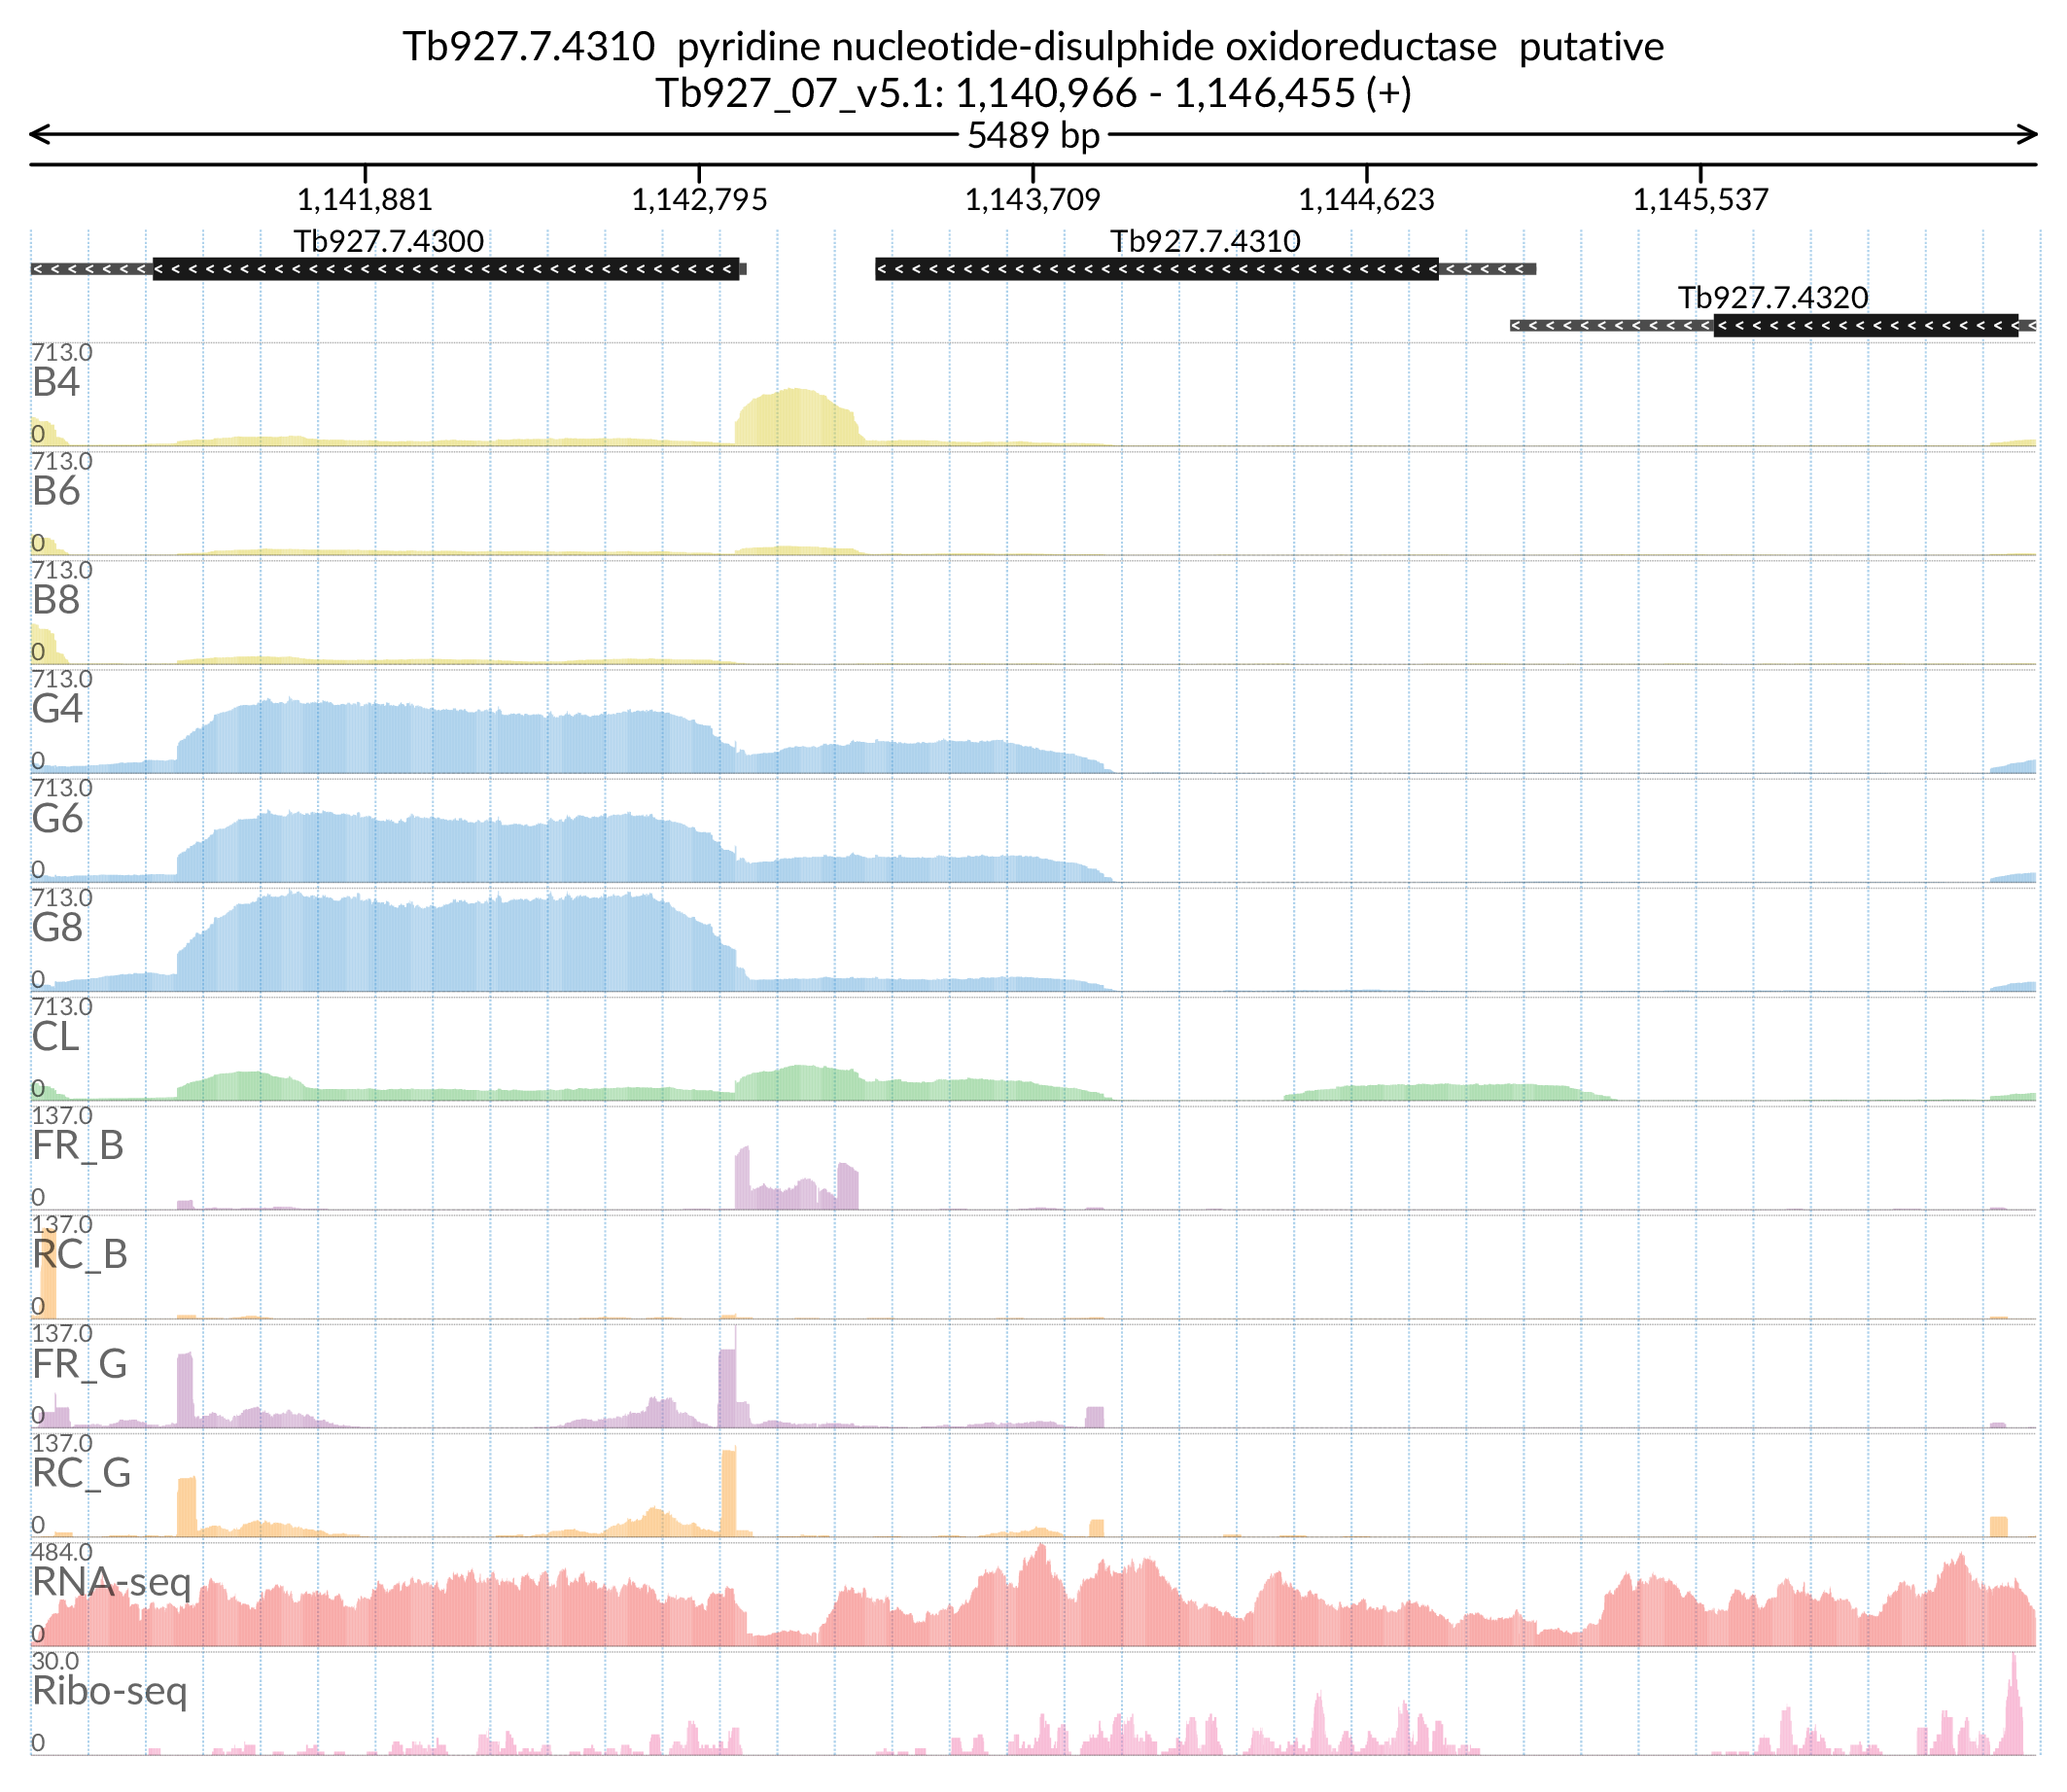 Tb927.7.4310  pyridine nucleotide-disulphide oxidoreductase  putative
Tb927_07_v5.1: 1,140,966 - 1,146,455 (+)
5489 bp
1,141,881 1,142,795 1,143,709 1,144,623 1,145,537
Tb927.7.4300 Tb927.7.4310
Tb927.7.4320
713.0
B4
0
713.0
B6
0
713.0
B8
0
713.0
G4
0
713.0
G6
0
713.0
G8
0
713.0
CL
0
137.0
FR_B
0
137.0
RC_B
0
137.0
FR_G
0
137.0
RC_G
0
484.0
RNA-seq
0
30.0
Ribo-seq
0